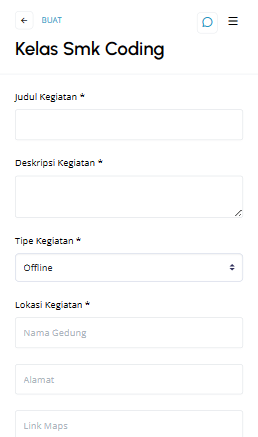 BUAT
Kelas Smk Coding
Judul Kegiatan *
Deskripsi Kegiatan *
Tipe Kegiatan *
Offline
Lokasi Kegiatan *
Nama Gedung
Alamat
Link Maps